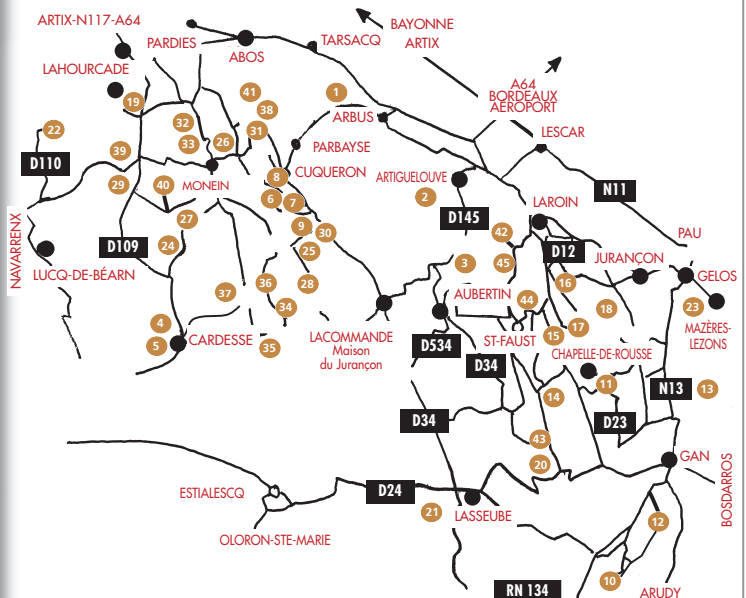 ARTIX-N117-A64
BAYONNE
ARTIX
PARDIES
ABOS
TARSACQ
LAHOURCADE
A64
BORDEAUX
AEROPORT
19
41
1
38
32
31
ARBUS
22
33
26
PARBAYSE
LESCAR
39
D110
8
CUQUERON
ARTIGUELOUVE
29
40
MONEIN
6
7
2
N11
27
9
30
D145
LAROIN
NAVARRENX
24
D109
25
42
D12
PAU
LUCQ-DE-BÉARN
3
45
JURANÇON
37
36
28
16
GELOS
34
AUBERTIN
44
18
23
MAZÈRES-
LEZONS
4
5
CARDESSE
35
LACOMMANDE
Maison
du Jurançon
D534
ST-FAUST
15
17
CHAPELLE-DE-ROUSSE
D34
11
N13
13
14
D34
D23
43
20
GAN
BOSDARROS
ESTIALESCQ
D24
21
LASSEUBE
12
OLORON-STE-MARIE
10
RN 134
ARUDY